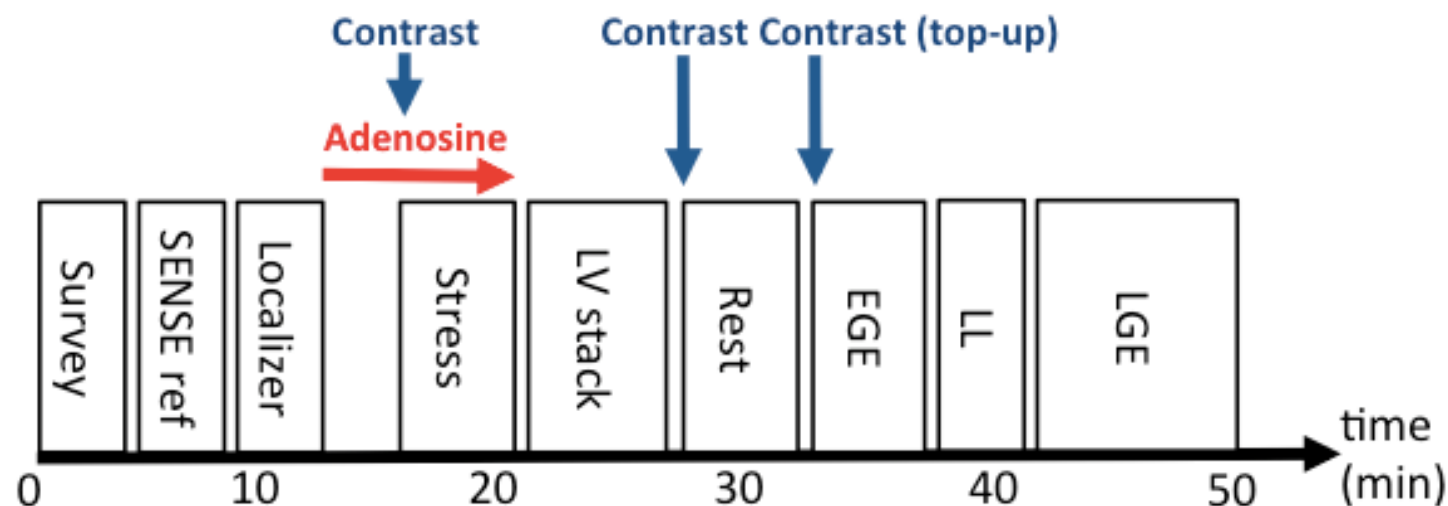 Contrast Contrast Contrast (top-up)
Adenosine
Survey
SENSE ref
Localizer
Stress
LV stack
Rest
EGE
LL
LGE
time
(min)
0 10 20 30 40 50